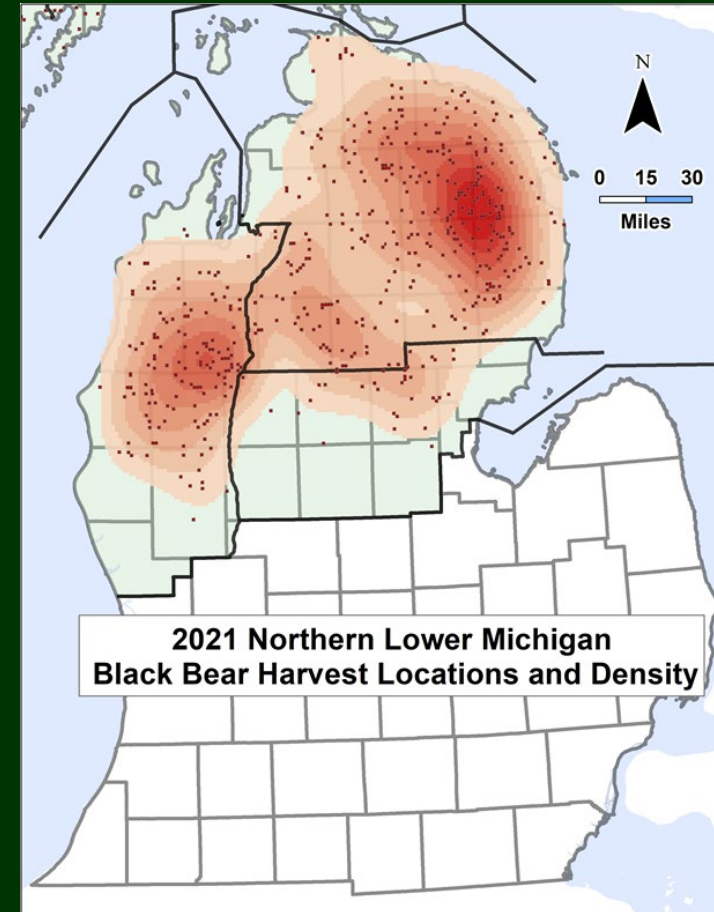 N
0 15 30
Miles
2021 Northern Lower Michigan
Black Bear Harvest Locations and Density